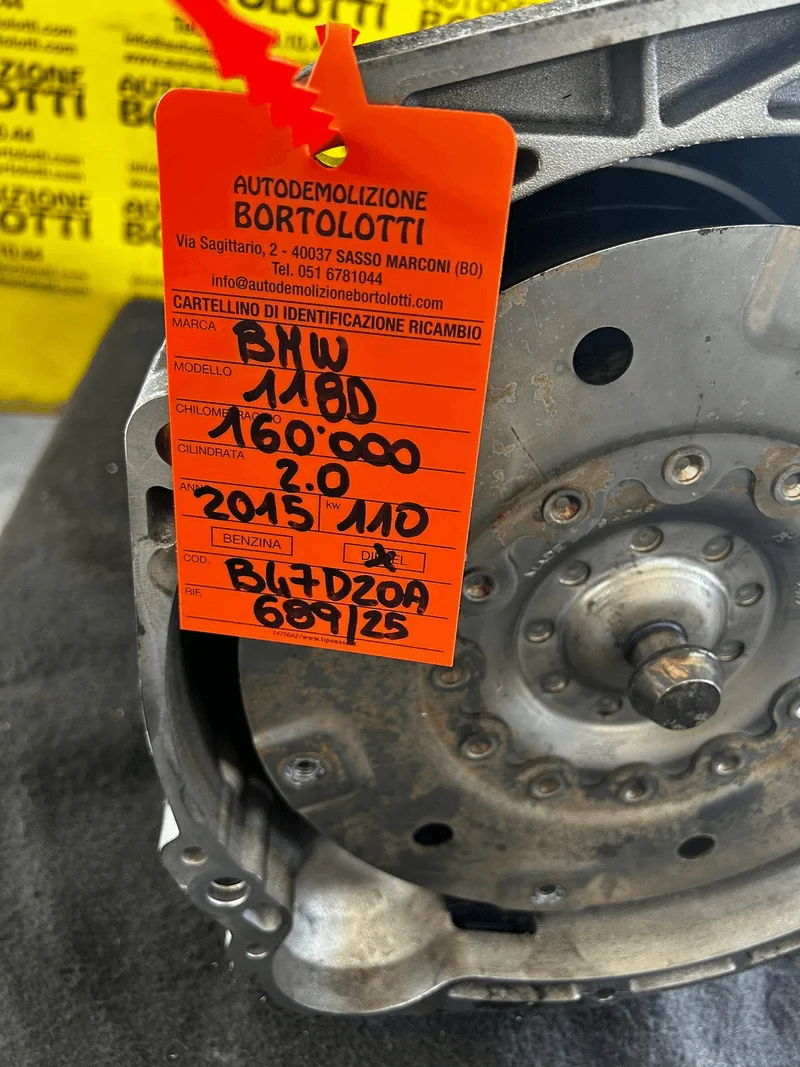 AUTODEMOLIZIONE
BORTOLOTTI
Via Sagittario, 2 - 40037 SASSO MARCONI (BO)
Tel. 051 6781044
info@autodemolizionebortolotti.com
CARTELLINO DI IDENTIFICAZIONE RICAMBIO
MARCA BMW
MODELLO 118D
CHILOMETRAGGIO 160'000
CILINDRATA 2.0
ANNO 2015 kw 110
BENZINA DIESEL
COD. B47D20A
RIF. 689/25